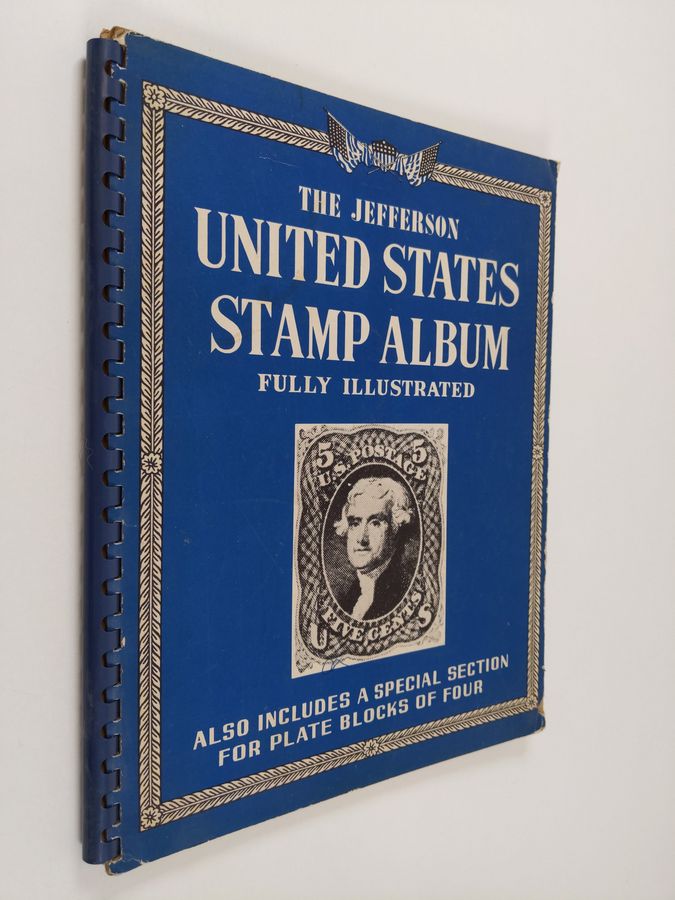 THE JEFFERSON
UNITED STATES
STAMP ALBUM
FULLY ILLUSTRATED
5 5
U.S. POSTAGE
FIVE CENTS
U S
ALSO INCLUDES A SPECIAL SECTION
FOR PLATE BLOCKS OF FOUR